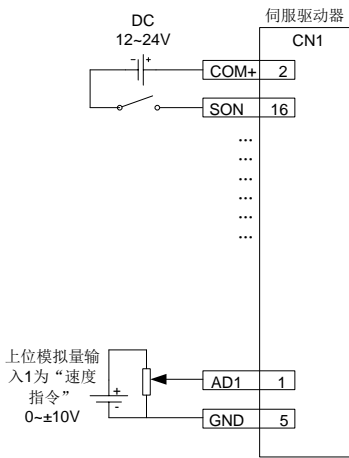 DC
12~24V
伺服驱动器
CN1
- +
COM+ 2
SON 16
...
...
...
...
...
...
上位模拟量输
入1为“速度
指令”
0~±10V
+
-
AD1 1
GND 5